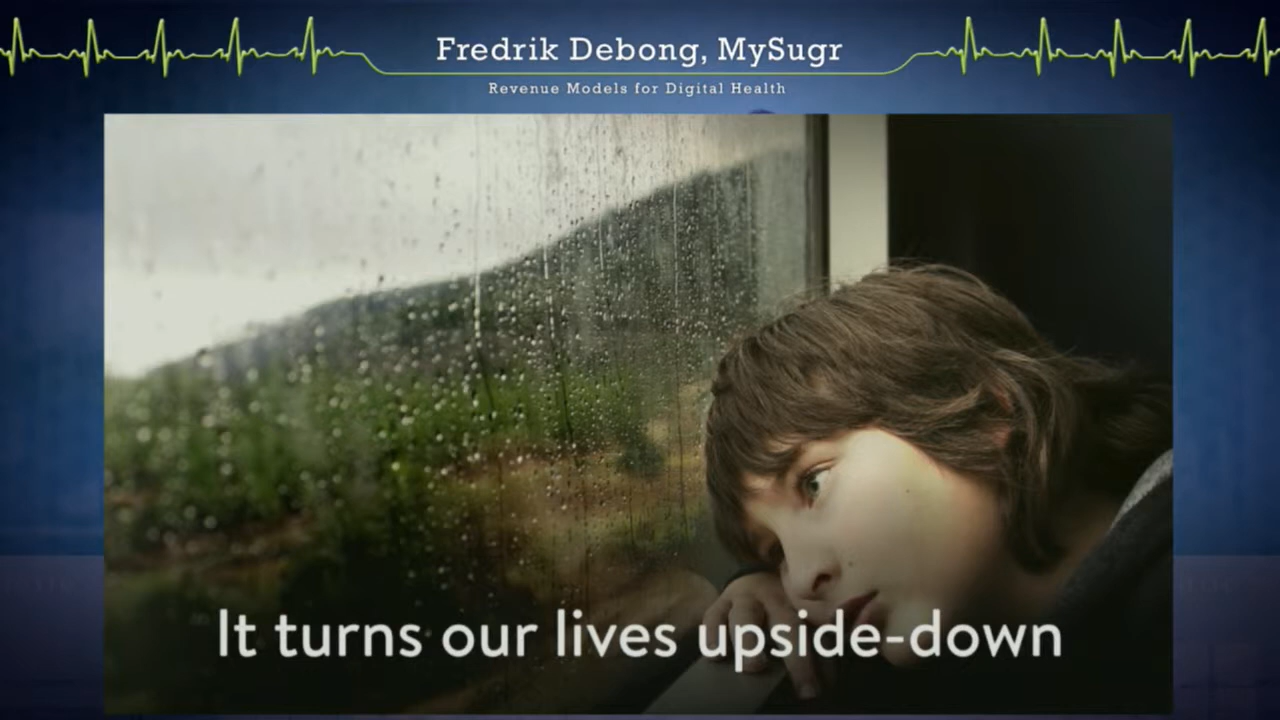 Fredrik Debong, MySugr
Revenue Models for Digital Health
It turns our lives upside-down